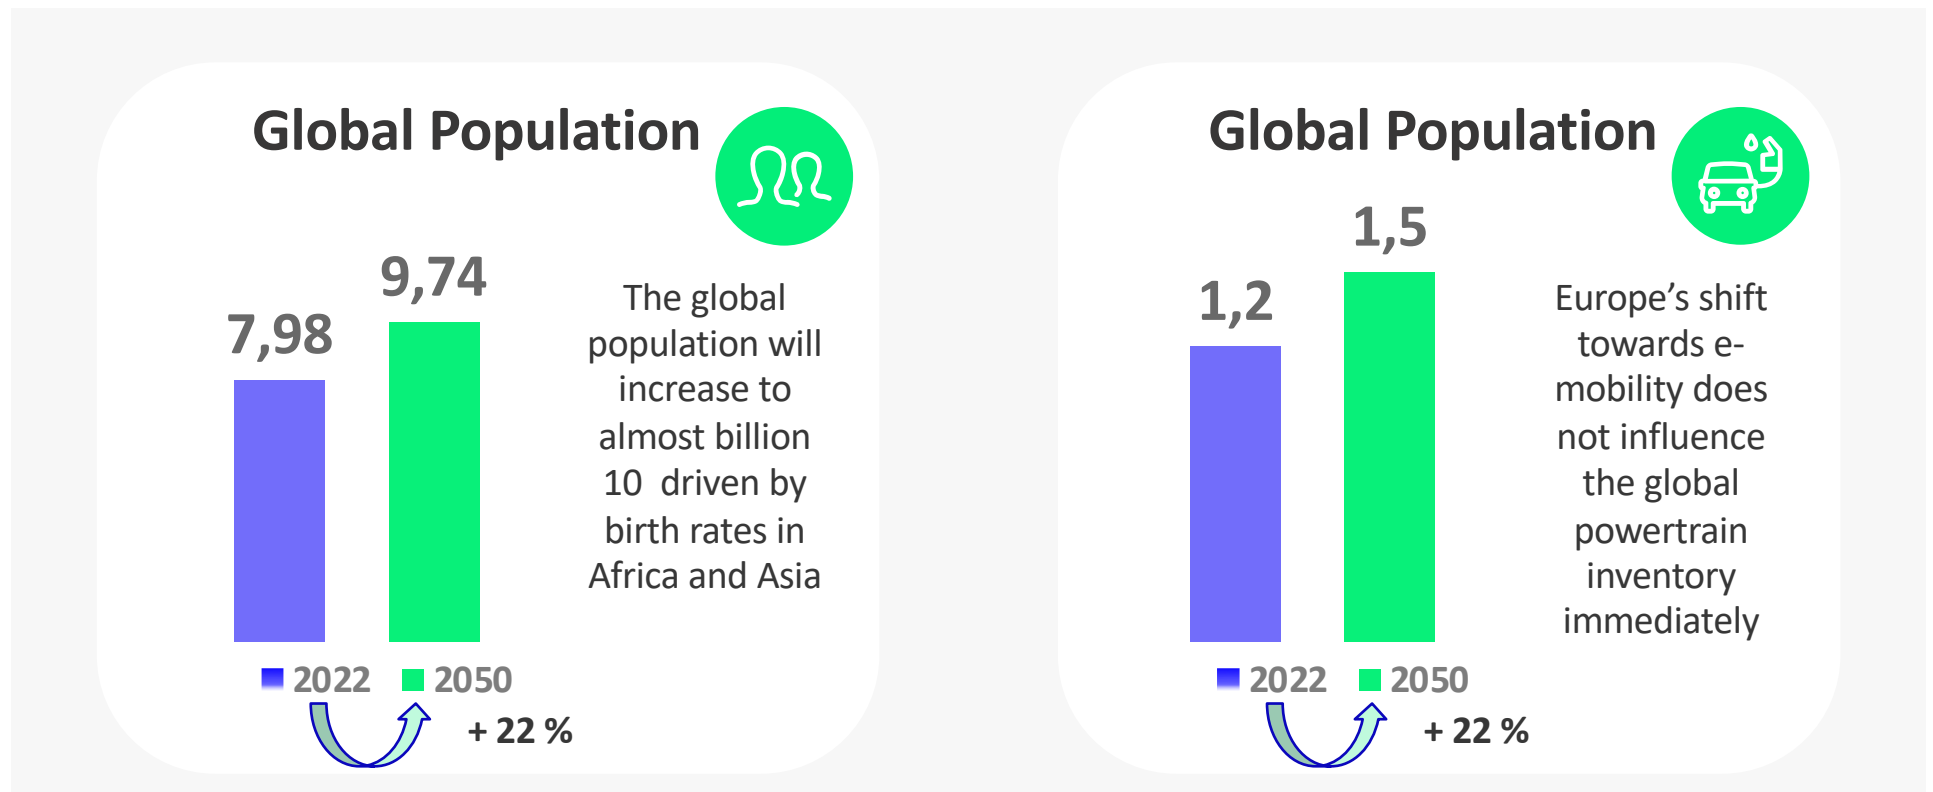 Global Population
9,74
7,98
The global
population will
increase to
almost billion
10  driven by
birth rates in
Africa and Asia
2022
2050
+ 22 %
Global Population
1,5
1,2
Europe’s shift
towards e-
mobility does
not influence
the global
powertrain
inventory
immediately
2022
2050
+ 22 %